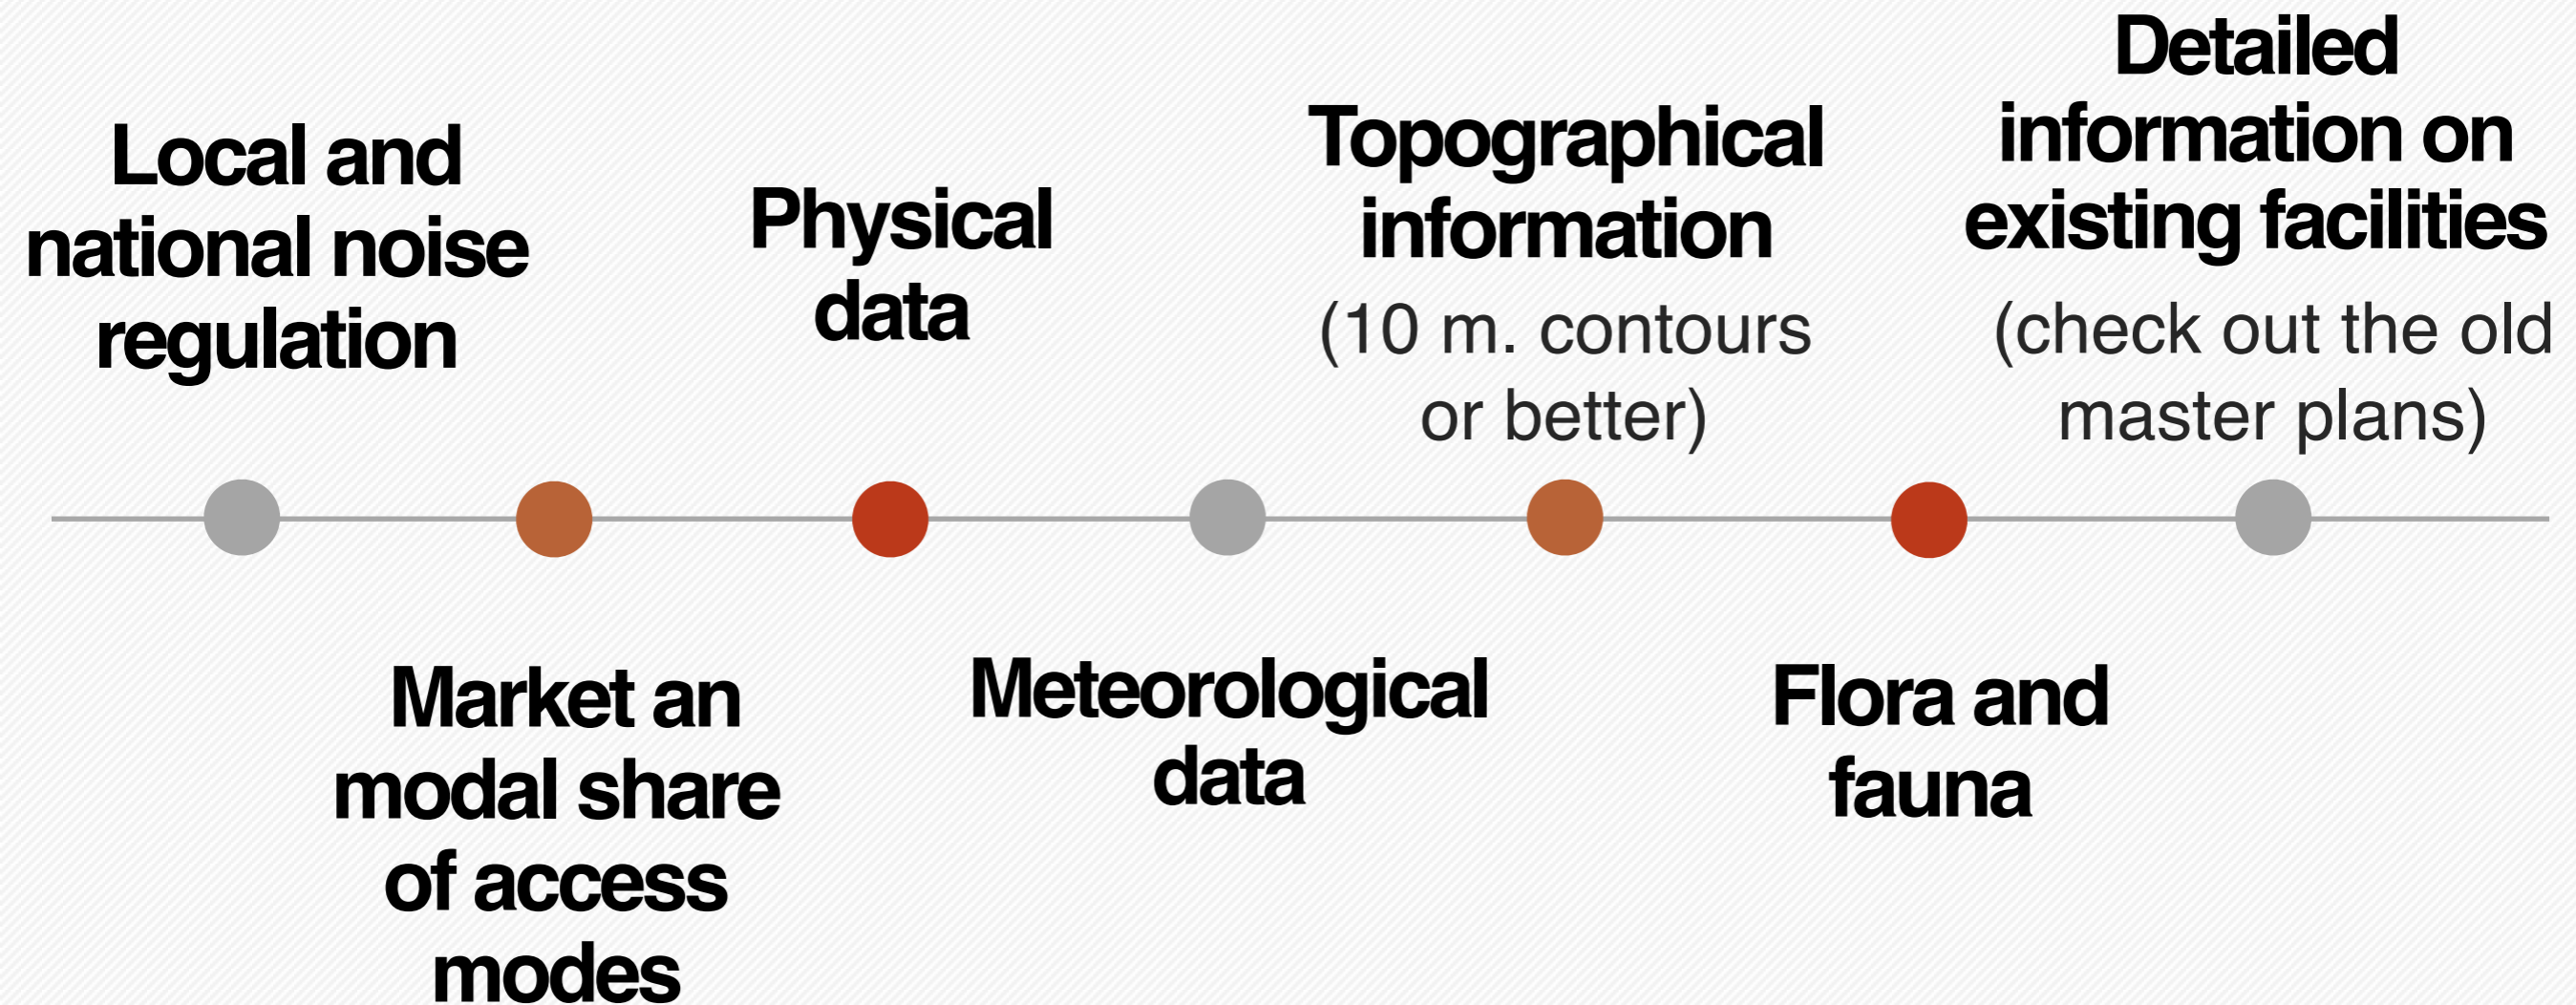 Local and
national noise
regulation
Market an
modal share
of access
modes
Physical
data
Meteorological
data
Topographical
information
(10 m. contours
or better)
Flora and
fauna
Detailed
information on
existing facilities
(check out the old
master plans)